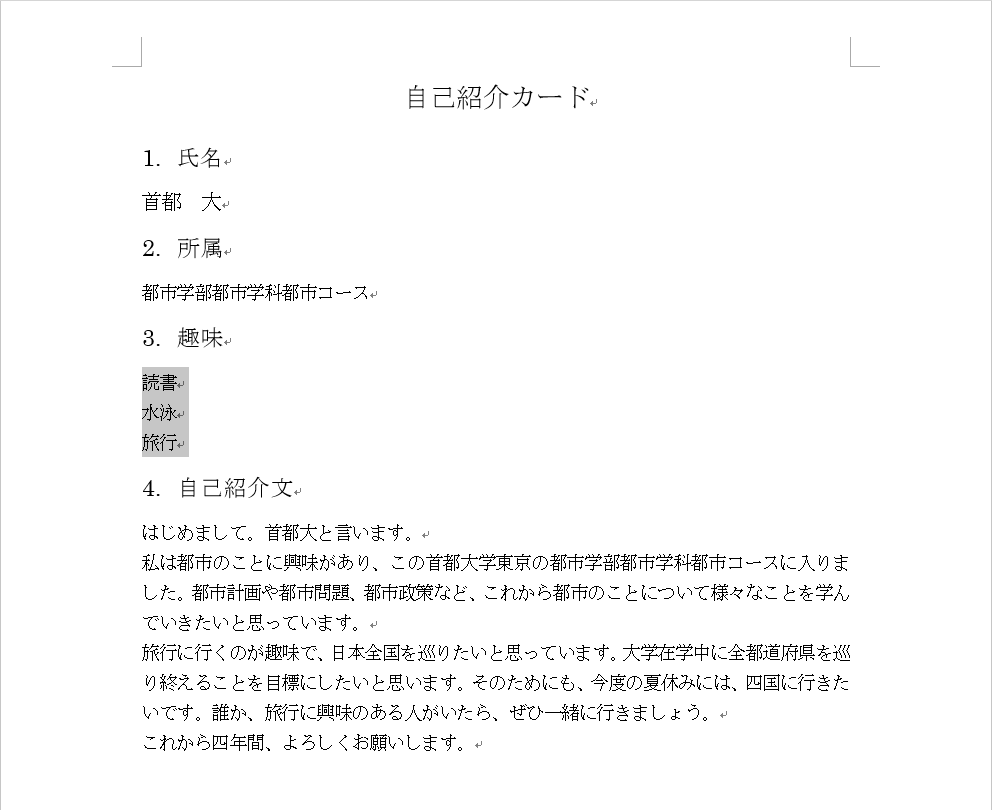 自己紹介カード
1. 氏名
首都　大
2. 所属
都市学部都市学科都市コース
3. 趣味
読書
水泳
旅行
4. 自己紹介文
はじめまして。首都大と言います。
私は都市のことに興味があり、この首都大学東京の都市学部都市学科都市コースに入りま
した。都市計画や都市問題、都市政策など、これから都市のことについて様々なことを学ん
でいきたいと思っています。
旅行に行くのが趣味で、日本全国を巡りたいと思っています。大学在学中に全都道府県を巡
り終えることを目標にしたいと思います。そのためにも、今度の夏休みには、四国に行きた
いです。誰か、旅行に興味のある人がいたら、ぜひ一緒に行きましょう。
これから四年間、よろしくお願いします。